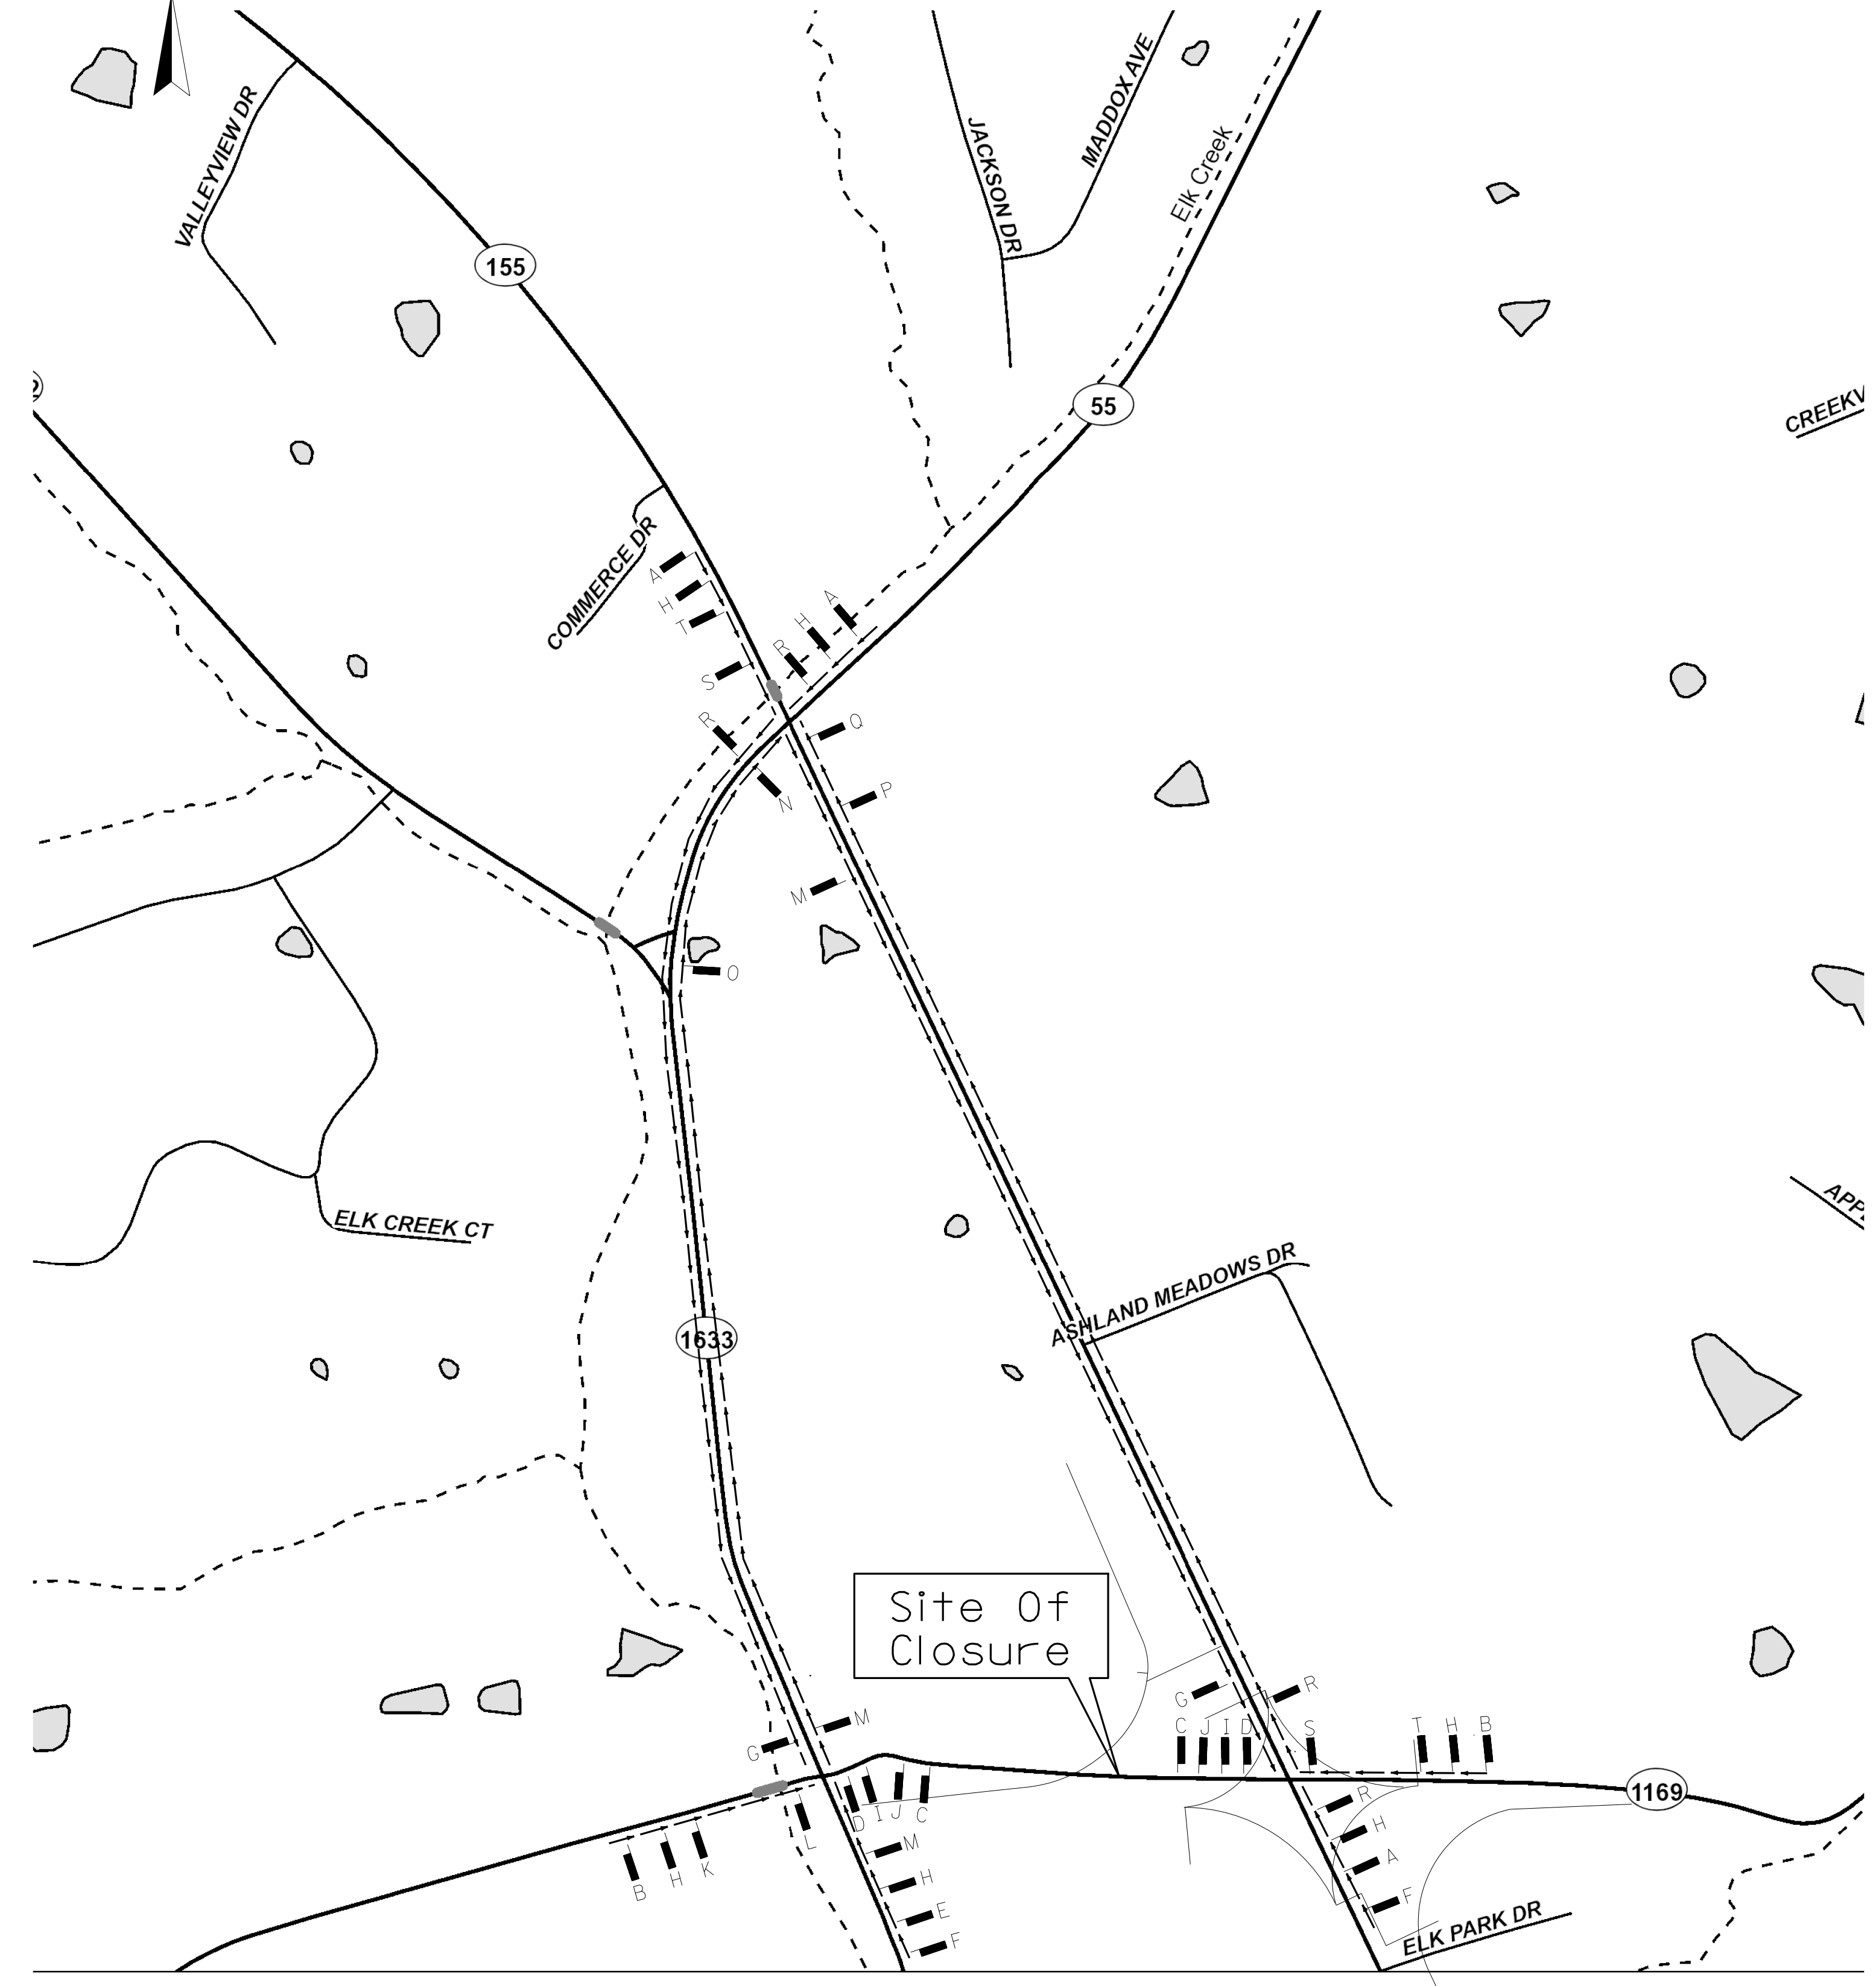 VALLEYVIEW DR
JACKSON DR
MADDOX AVE
Elk Creek
155
55
CREEKV
COMMERCE DR
A
H
T
S
A
H
R
R
N
Q
P
M
O
ELK CREEK CT
1633
ASHLAND MEADOWS DR
APP
Site Of
Closure
G
R
C
J
I
D
S
T
H
B
M
G
1169
D
I
J
C
L
K
H
B
M
H
E
F
R
H
A
F
ELK PARK DR